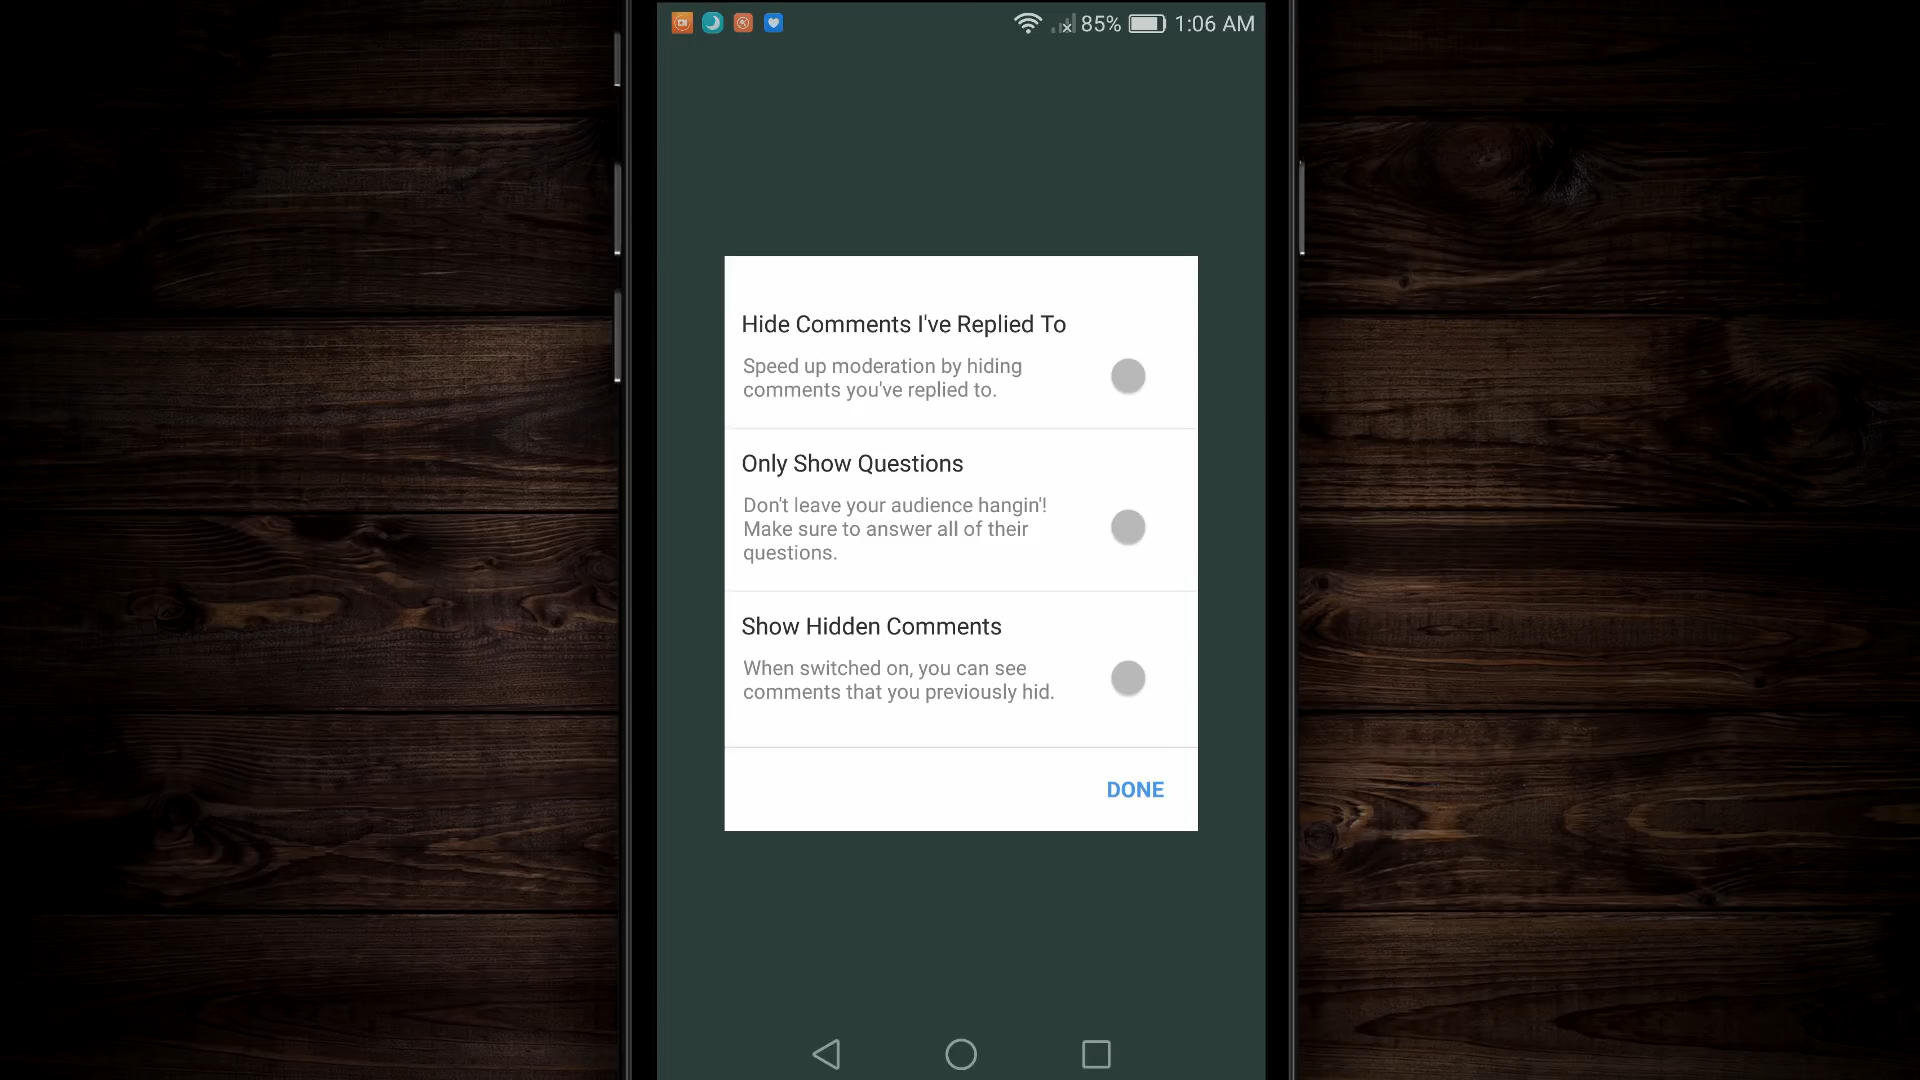 85% 1:06 AM
Hide Comments I've Replied To
Speed up moderation by hiding
comments you've replied to.
Only Show Questions
Don't leave your audience hangin'!
Make sure to answer all of their
questions.
Show Hidden Comments
When switched on, you can see
comments that you previously hid.
DONE